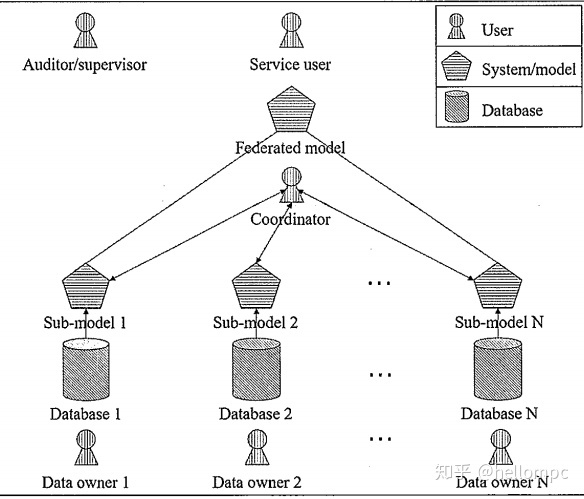 User
Auditor/supervisor Service user
System/model
Database
Federated model
Coordinator
...
Sub-model 1 Sub-model 2 Sub-model N
...
Database 1 Database 2 Database N
...
Data owner 1 Data owner 2 Data owner N
知乎 @hellompc